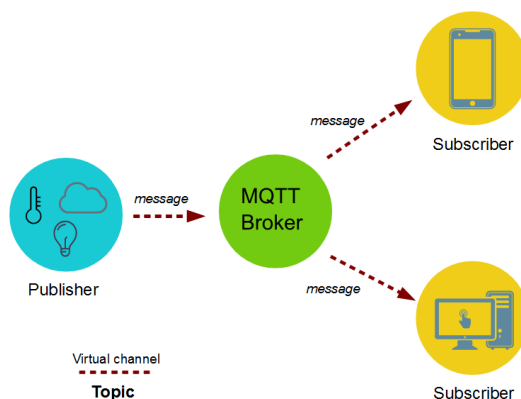 message
Subscriber
message
MQTT
Broker
Publisher
message
Subscriber
Virtual channel
Topic